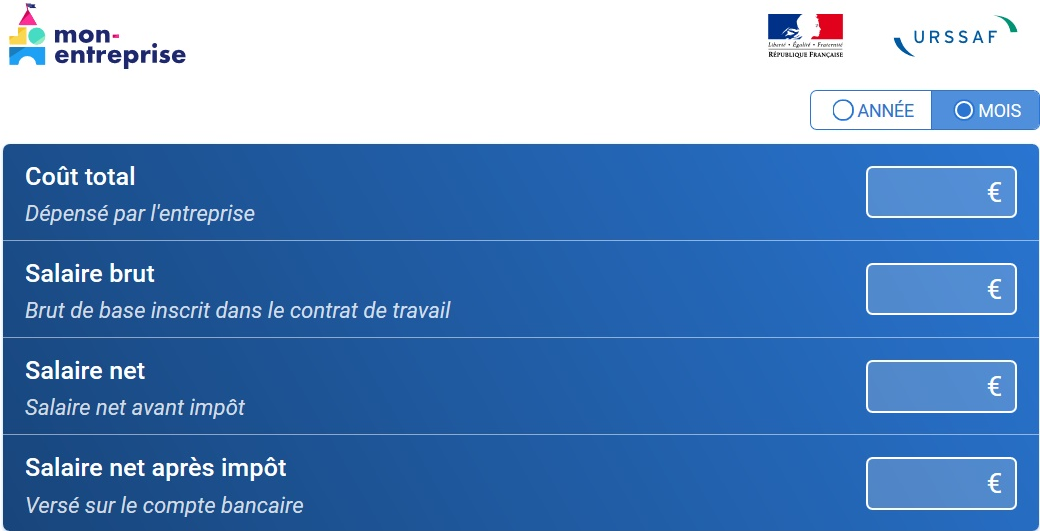 mon-
entreprise
Liberté • Égalité • Fraternité
RÉPUBLIQUE FRANÇAISE
URSSAF
ANNÉE
MOIS
Coût total
€
Dépensé par l'entreprise
Salaire brut
€
Brut de base inscrit dans le contrat de travail
Salaire net
€
Salaire net avant impôt
Salaire net après impôt
€
Versé sur le compte bancaire